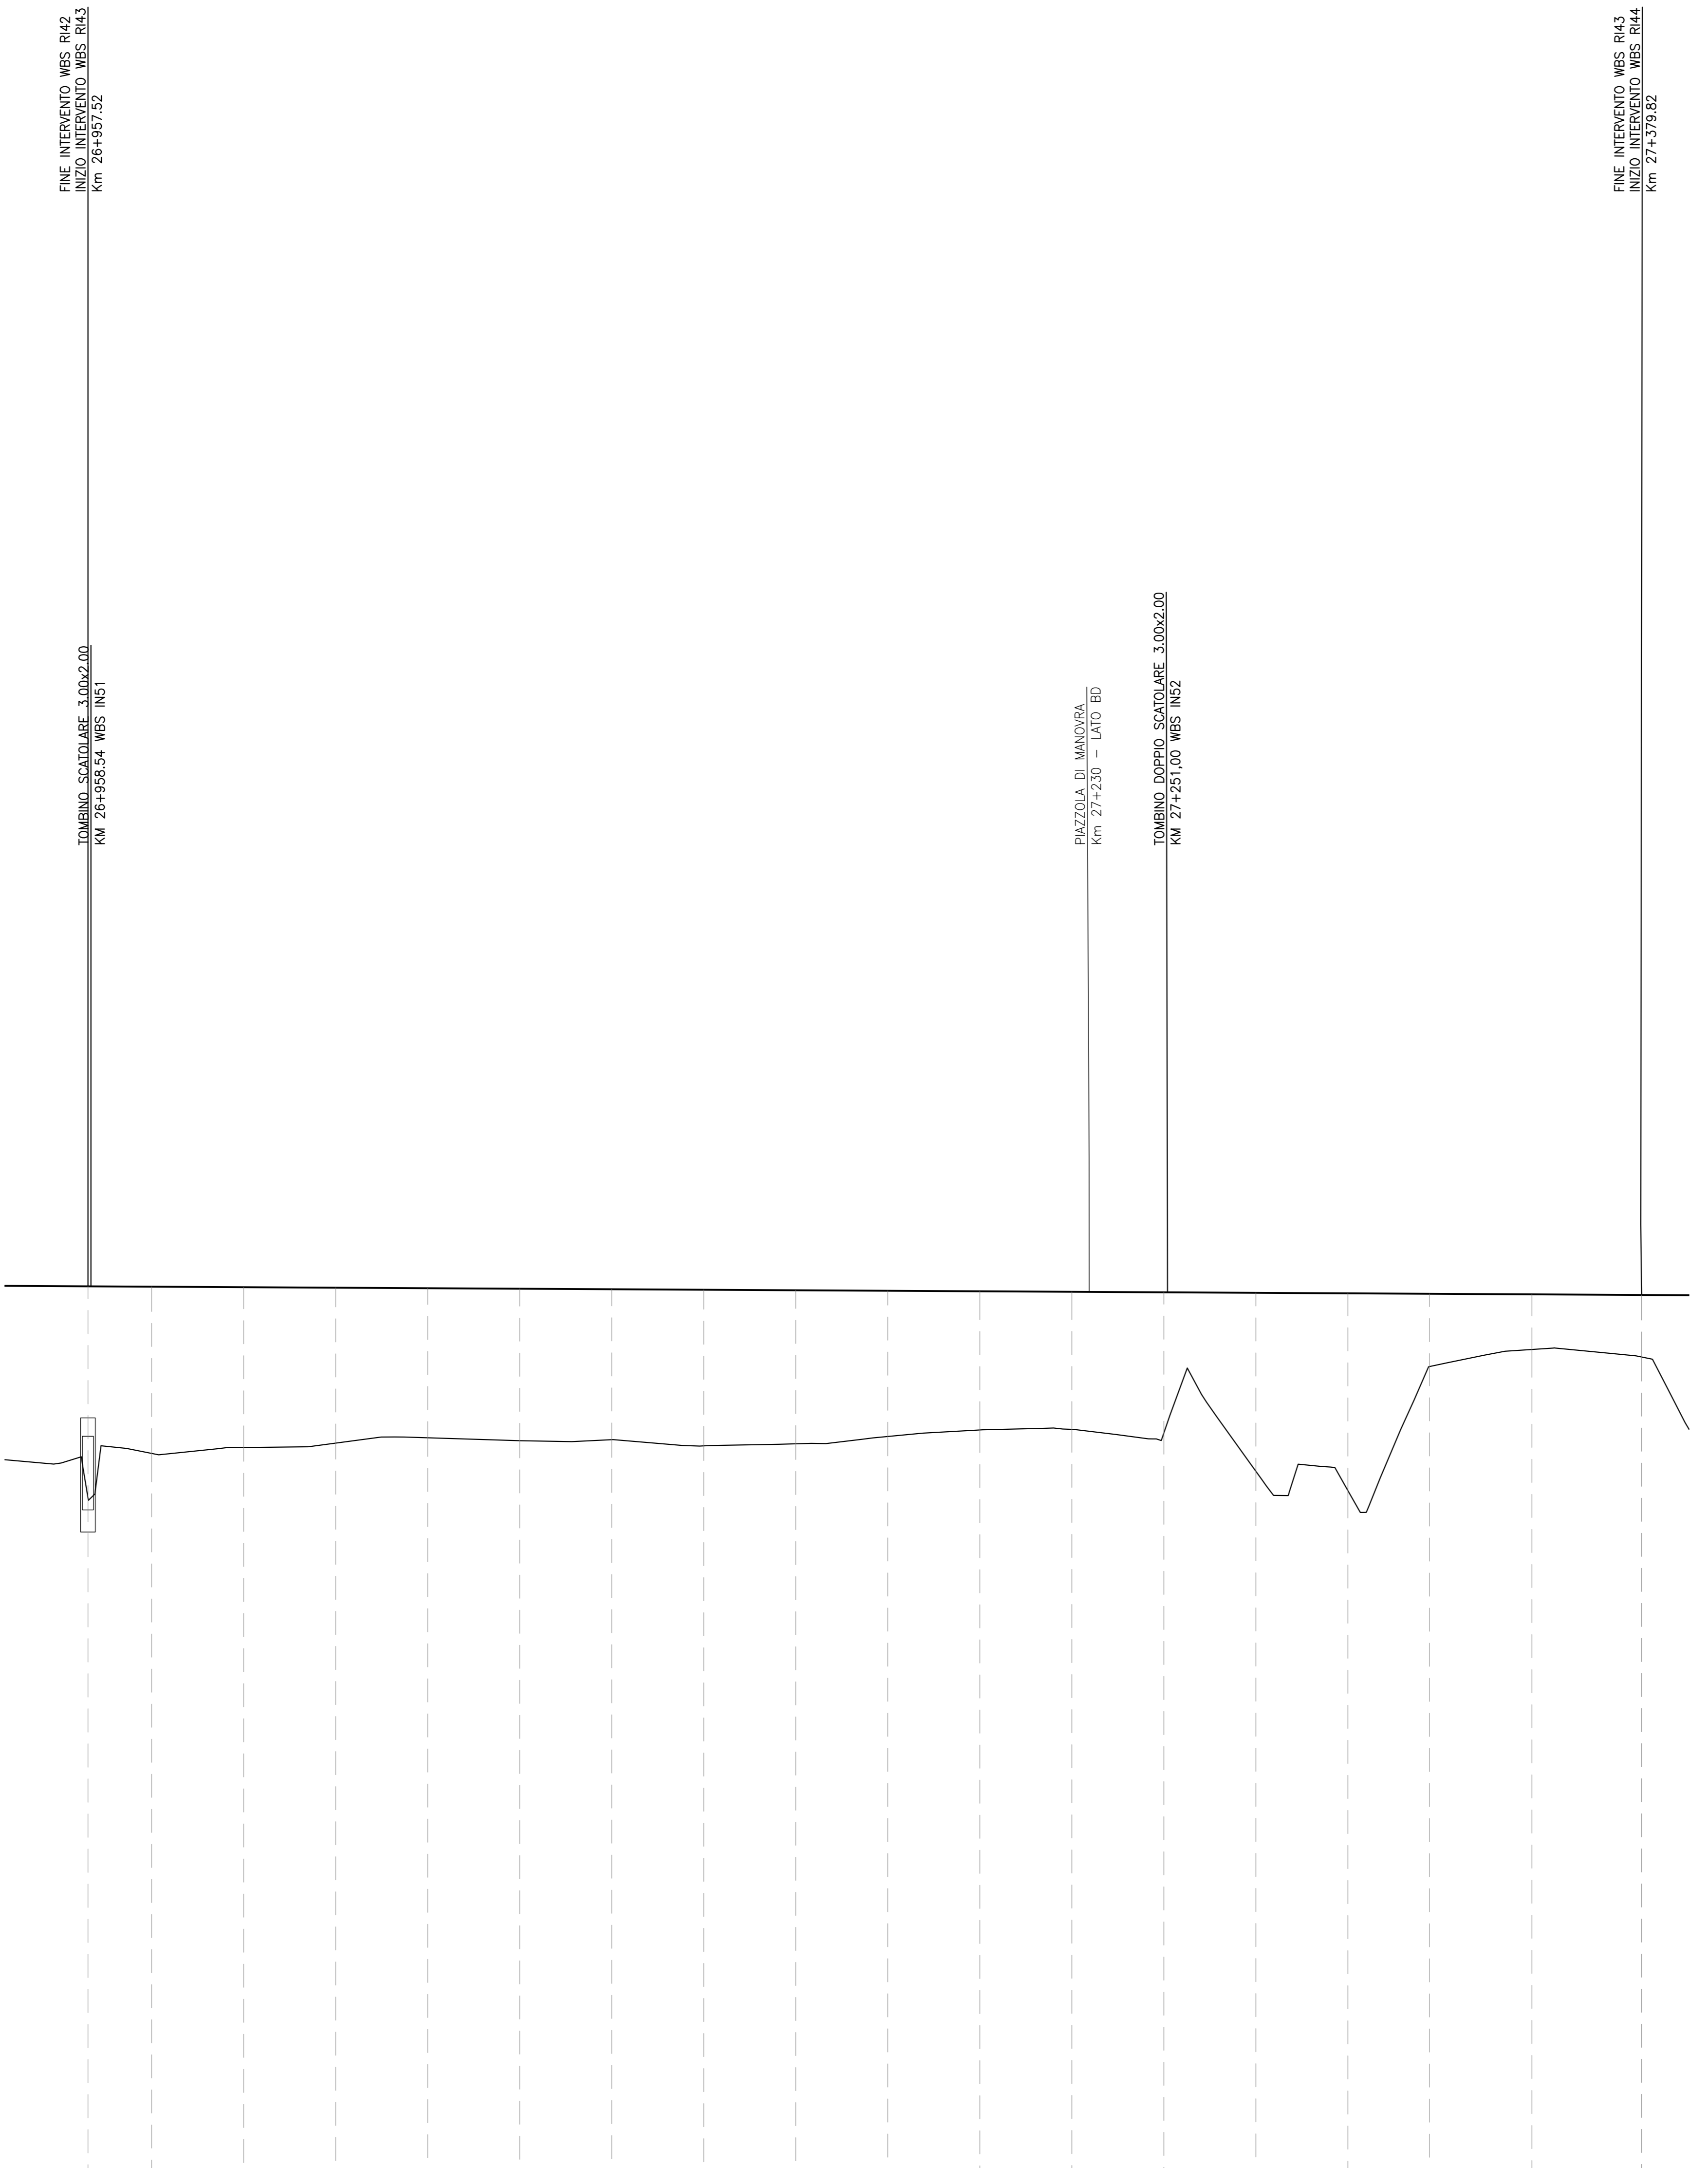 FINE INTERVENTO WBS RI42
INIZIO INTERVENTO WBS RI43
Km 26+957.52
TOMBINO SCATOLARE 3.00x2.00
KM 26+958.54 WBS IN51
PIAZZOLA DI MANOVRA
Km 27+230 - LATO BD
TOMBINO DOPPIO SCATOLARE 3.00x2.00
KM 27+251,00 WBS IN52
FINE INTERVENTO WBS RI43
INIZIO INTERVENTO WBS RI44
Km 27+379.82